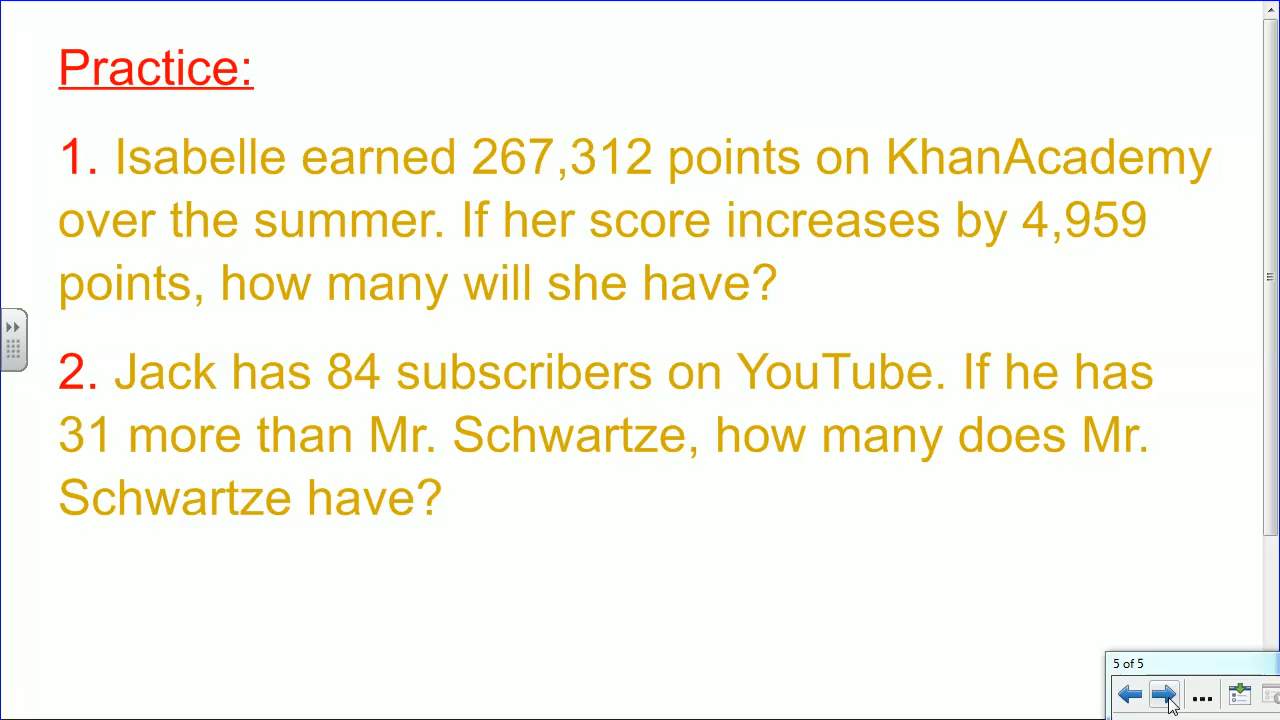 Practice:
1. Isabelle earned 267,312 points on KhanAcademy
over the summer. If her score increases by 4,959
points, how many will she have?
2. Jack has 84 subscribers on YouTube. If he has
31 more than Mr. Schwartze, how many does Mr.
Schwartze have?
5 of 5